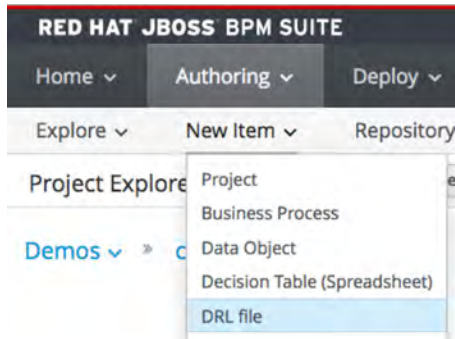 RED HAT JBOSS BPM SUITE
Home Authoring Deploy
Explore New Item Repository
Project Explore
Project
Business Process
Demos » c
Data Object
Decision Table (Spreadsheet)
DRL file